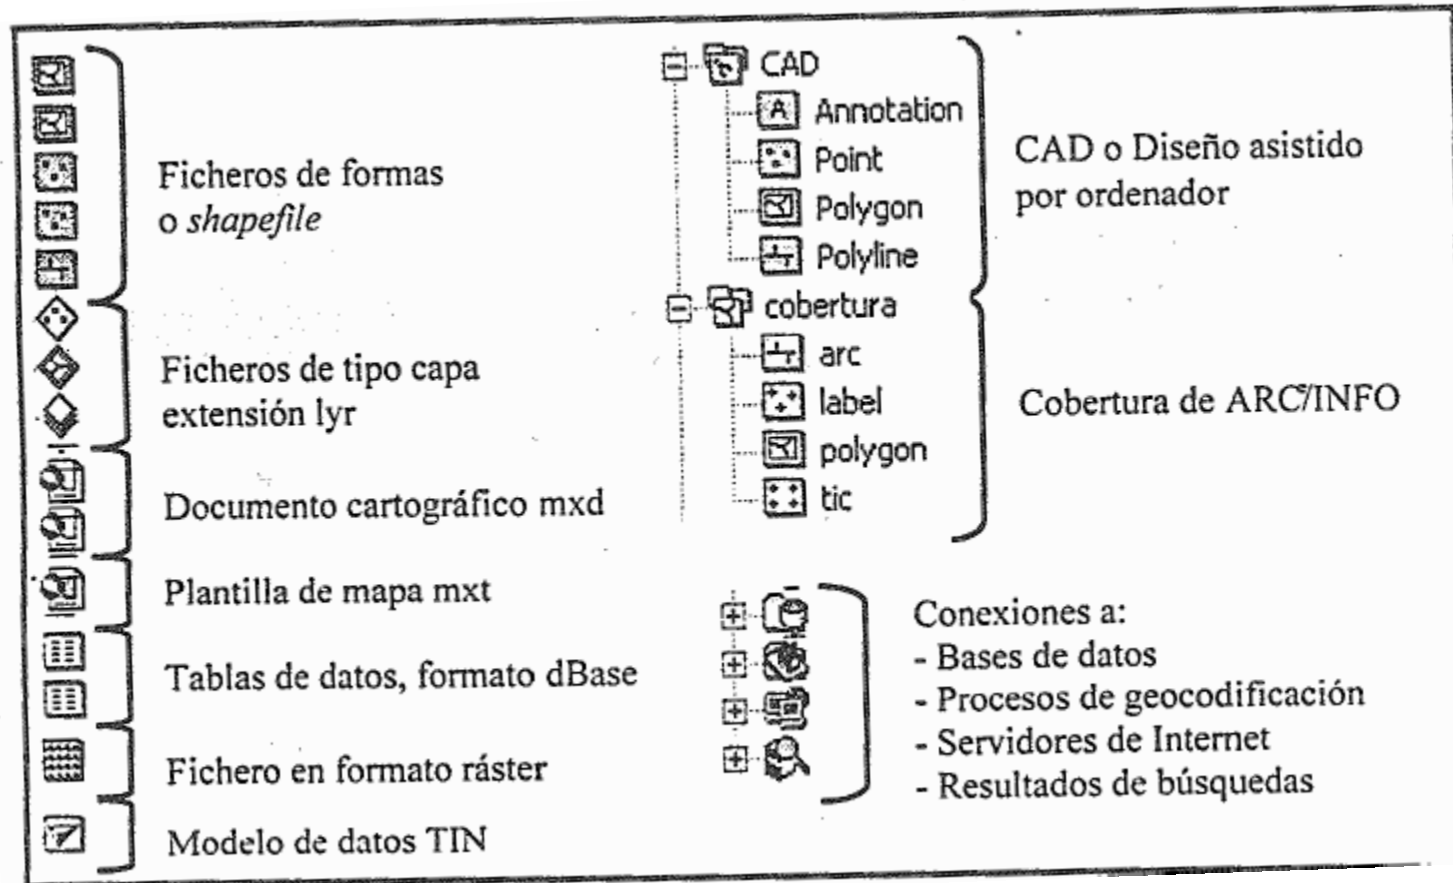 Ficheros de formas
o shapefile
Ficheros de tipo capa
extensión lyr
Documento cartográfico mxd
Plantilla de mapa mxt
Tablas de datos, formato dBase
Fichero en formato ráster
Modelo de datos TIN
CAD
A Annotation
Point
Polygon
Polyline
cobertura
arc
label
polygon
tic
CAD o Diseño asistido
por ordenador
Cobertura de ARC/INFO
Conexiones a:
- Bases de datos
- Procesos de geocodificación
- Servidores de Internet
- Resultados de búsquedas